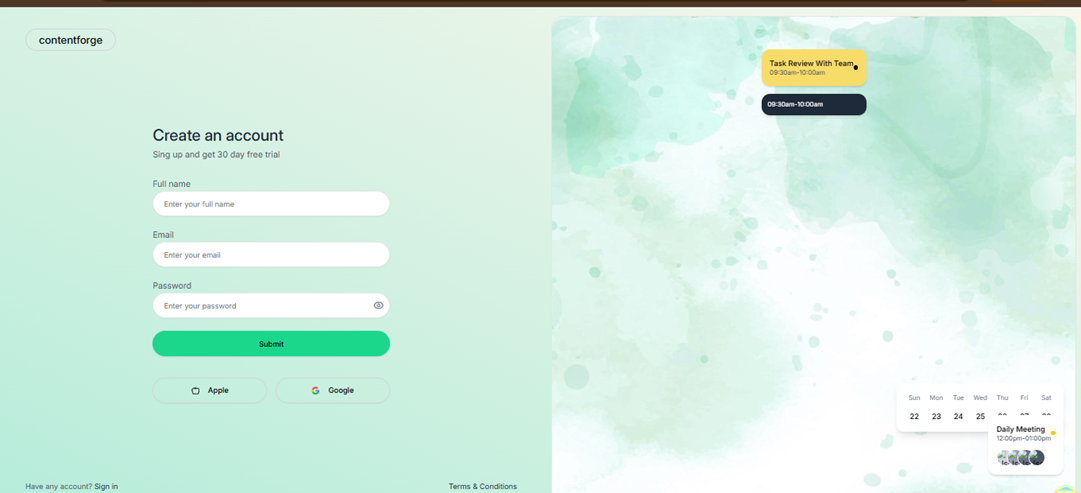 contentforge
Create an account
Sing up and get 30 day free trial
Full name
Enter your full name
Email
Enter your email
Password
Enter your password
Submit
Apple
Google
Have any account? Sign in
Terms & Conditions
Task Review With Team
09:30am-10:00am
09:30am-10:00am
Sun Mon Tue Wed Thu Fri Sat
22 23 24 25
Daily Meeting
12:00pm-01:00pm